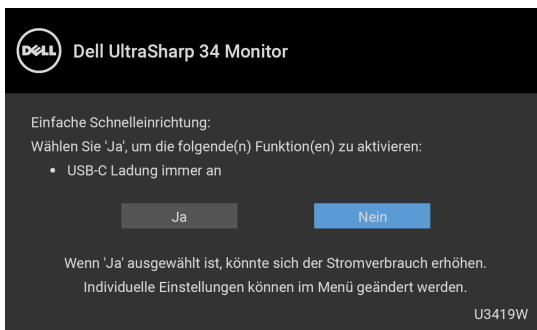 DELL Dell UltraSharp 34 Monitor
Einfache Schnelleinrichtung:
Wählen Sie 'Ja', um die folgende(n) Funktion(en) zu aktivieren:
• USB-C Ladung immer an
Ja Nein
Wenn 'Ja' ausgewählt ist, könnte sich der Stromverbrauch erhöhen.
Individuelle Einstellungen können im Menü geändert werden.
U3419W